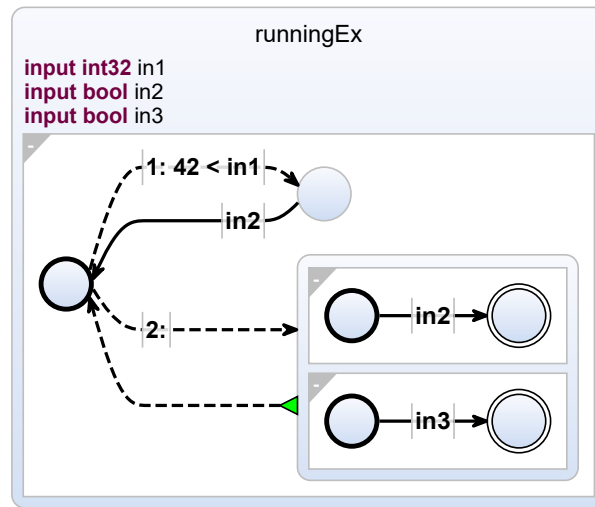 runningEx
input int32 in1
input bool in2
input bool in3
-
1: 42 < in1
in2
-
in2
2:
-
in3